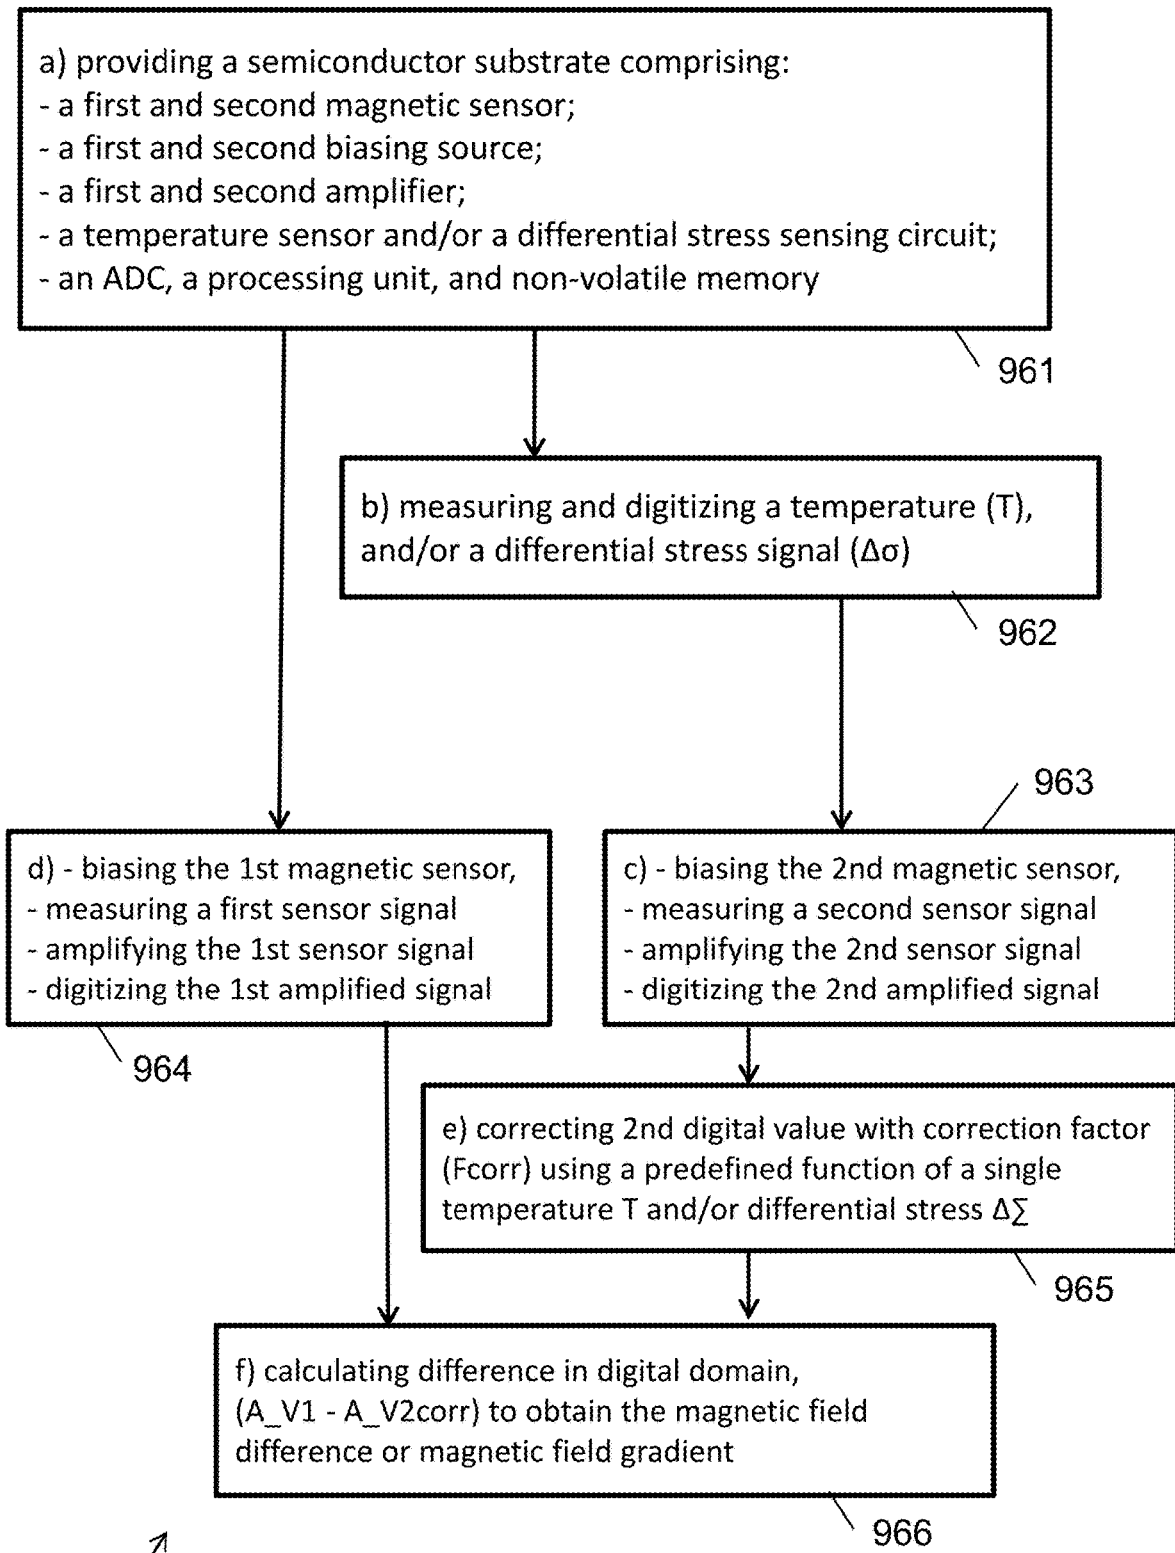 a) providing a semiconductor substrate comprising:
- a first and second magnetic sensor;
- a first and second biasing source;
- a first and second amplifier;
- a temperature sensor and/or a differential stress sensing circuit;
- an ADC, a processing unit, and non-volatile memory
961
b) measuring and digitizing a temperature (T),
and/or a differential stress signal (Δσ)
962
963
d) - biasing the 1st magnetic sensor,
- measuring a first sensor signal
- amplifying the 1st sensor signal
- digitizing the 1st amplified signal
964
c) - biasing the 2nd magnetic sensor,
- measuring a second sensor signal
- amplifying the 2nd sensor signal
- digitizing the 2nd amplified signal
e) correcting 2nd digital value with correction factor
(Fcorr) using a predefined function of a single
temperature T and/or differential stress Δ∑
965
f) calculating difference in digital domain,
(A_V1 - A_V2corr) to obtain the magnetic field
difference or magnetic field gradient
966